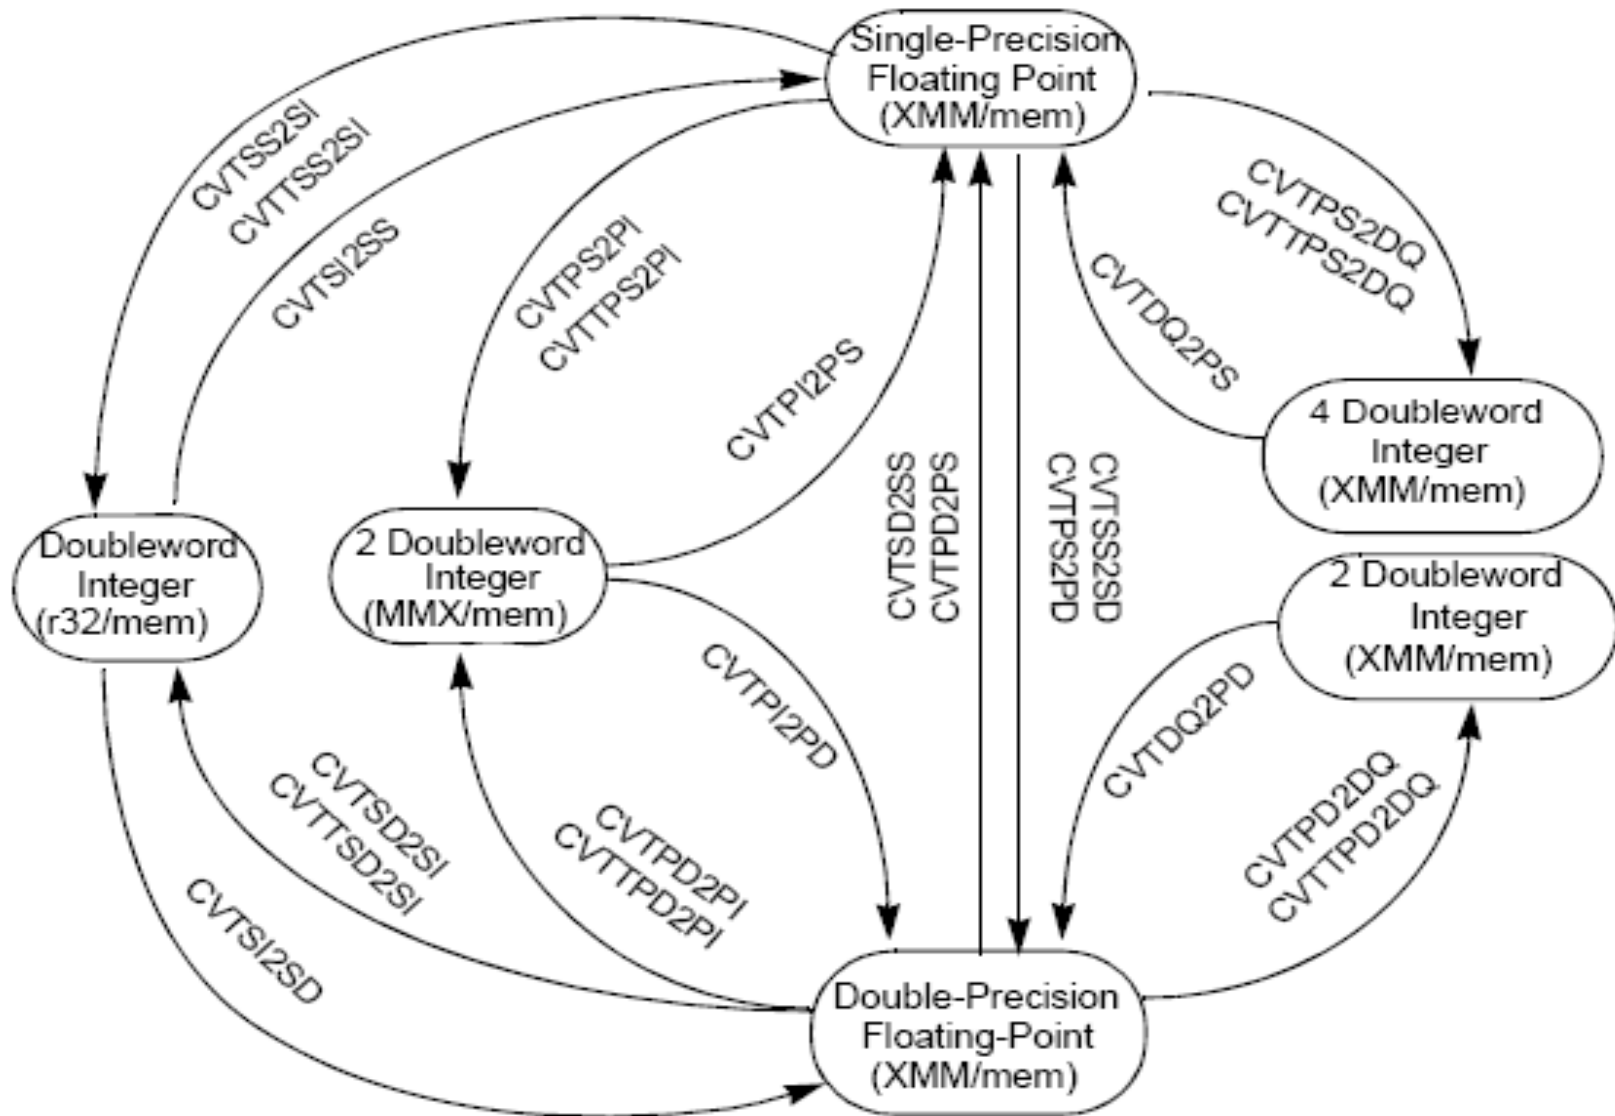 Single-Precision
Floating Point
(XMM/mem)
CVTSS2SI
CVTTSS2SI
CVTSI2SS
CVTPS2PI
CVTTPS2PI
CVTPI2PS
CVTPS2DQ
CVTTPS2DQ
CVTDQ2PS
4 Doubleword
Integer
(XMM/mem)
Doubleword
Integer
(r32/mem)
2 Doubleword
Integer
(MMX/mem)
CVTSD2SS
CVTPD2PS
CVTSS2SD
CVTPS2PD
2 Doubleword
Integer
(XMM/mem)
CVTPI2PD
CVTDQ2PD
CVTSD2SI
CVTTSD2SI
CVTPD2PI
CVTTPD2PI
CVTPD2DQ
CVTTPD2DQ
CVTSI2SD
Double-Precision
Floating-Point
(XMM/mem)